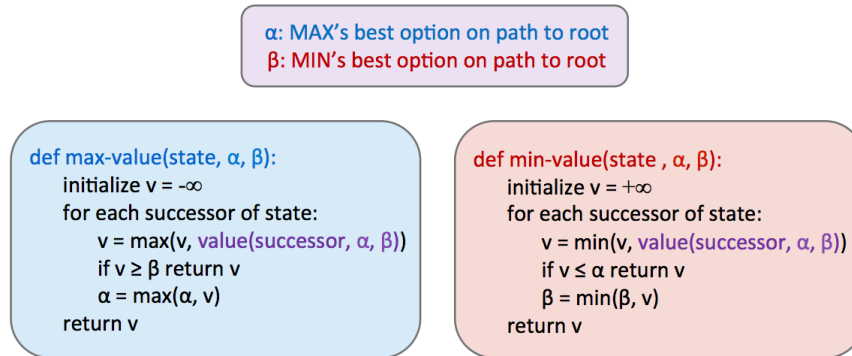 α: MAX's best option on path to root
β: MIN's best option on path to root
def max-value(state, α, β):
initialize v = -∞
for each successor of state:
v = max(v, value(successor, α, β))
if v ≥ β return v
α = max(α, v)
return v
def min-value(state , α, β):
initialize v = +∞
for each successor of state:
v = min(v, value(successor, α, β))
if v ≤ α return v
β = min(β, v)
return v